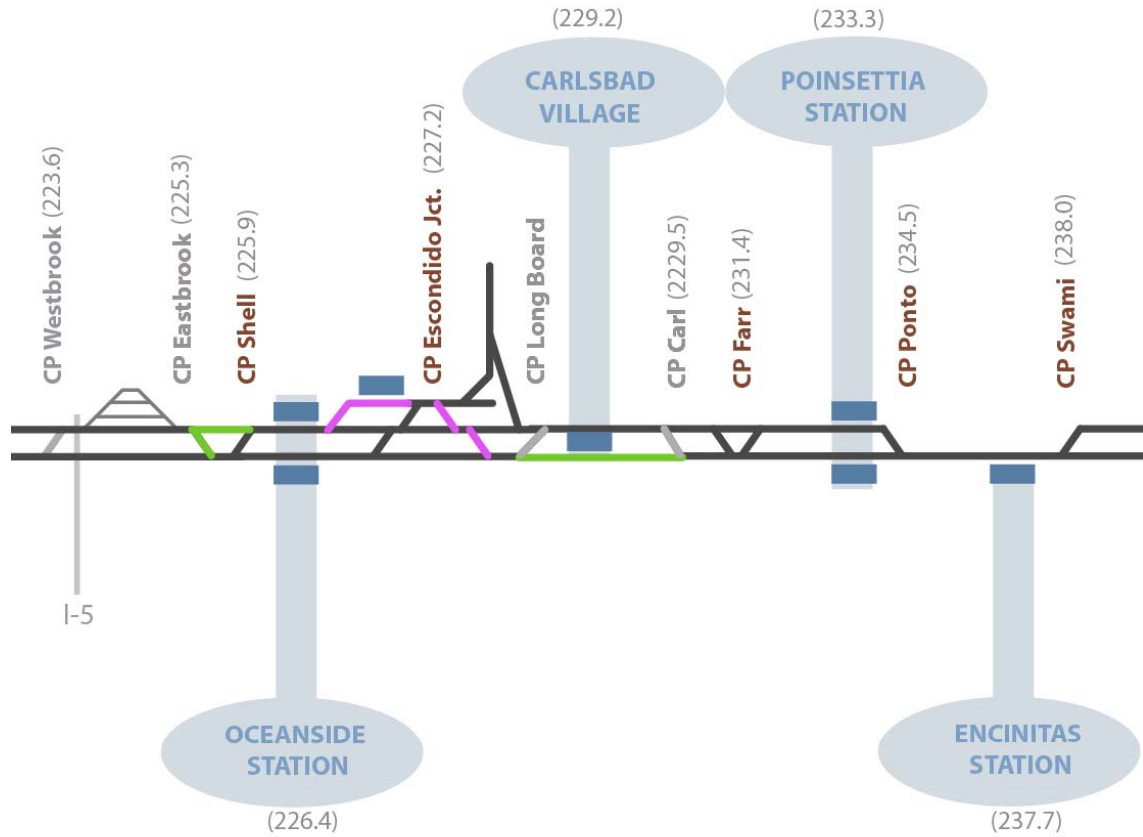 (229.2)
(233.3)
CARLSBAD
VILLAGE
POINSETTIA
STATION
CP Westbrook (223.6)
CP Eastbrook (225.3)
CP Shell (225.9)
CP Escondido Jct. (227.2)
CP Long Board
CP Carl (2229.5)
CP Farr (231.4)
CP Ponto (234.5)
CP Swami (238.0)
I-5
OCEANSIDE
STATION
ENCINITAS
STATION
(226.4)
(237.7)